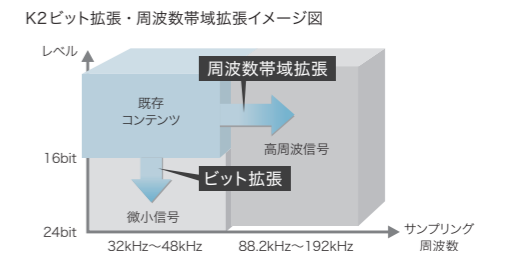 K2ビット拡張・周波数帯域拡張イメージ図
レベル
周波数帯域拡張
既存
コンテンツ
高周波信号
16bit
ビット拡張
微小信号
24bit
サンプリング
周波数
32kHz～48kHz
88.2kHz～192kHz